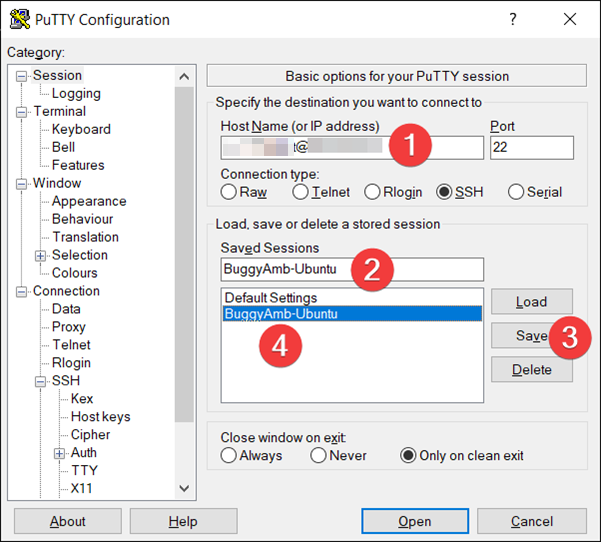 PuTTY Configuration ?
Category:
Session
Logging
Terminal
Keyboard
Bell
Features
Window
Appearance
Behaviour
Translation
Selection
Colours
Connection
Data
Proxy
Telnet
Rlogin
SSH
Kex
Host keys
Cipher
Auth
TTY
X11
Basic options for your PuTTY session
Specify the destination you want to connect to
Host Name (or IP address) Port
t@ 1 22
Connection type:
Raw Telnet Rlogin SSH Serial
Load, save or delete a stored session
Saved Sessions
BuggyAmb-Ubuntu 2
Default Settings Load
BuggyAmb-Ubuntu
4 Save 3
Delete
Close window on exit:
Always Never Only on clean exit
About Help Open Cancel